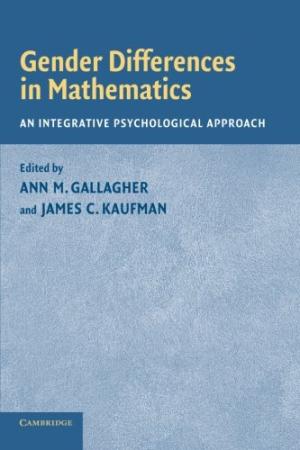 Gender Differences
in Mathematics
AN INTEGRATIVE PSYCHOLOGICAL APPROACH
Edited by
ANN M. GALLAGHER
and JAMES C. KAUFMAN
CAMBRIDGE